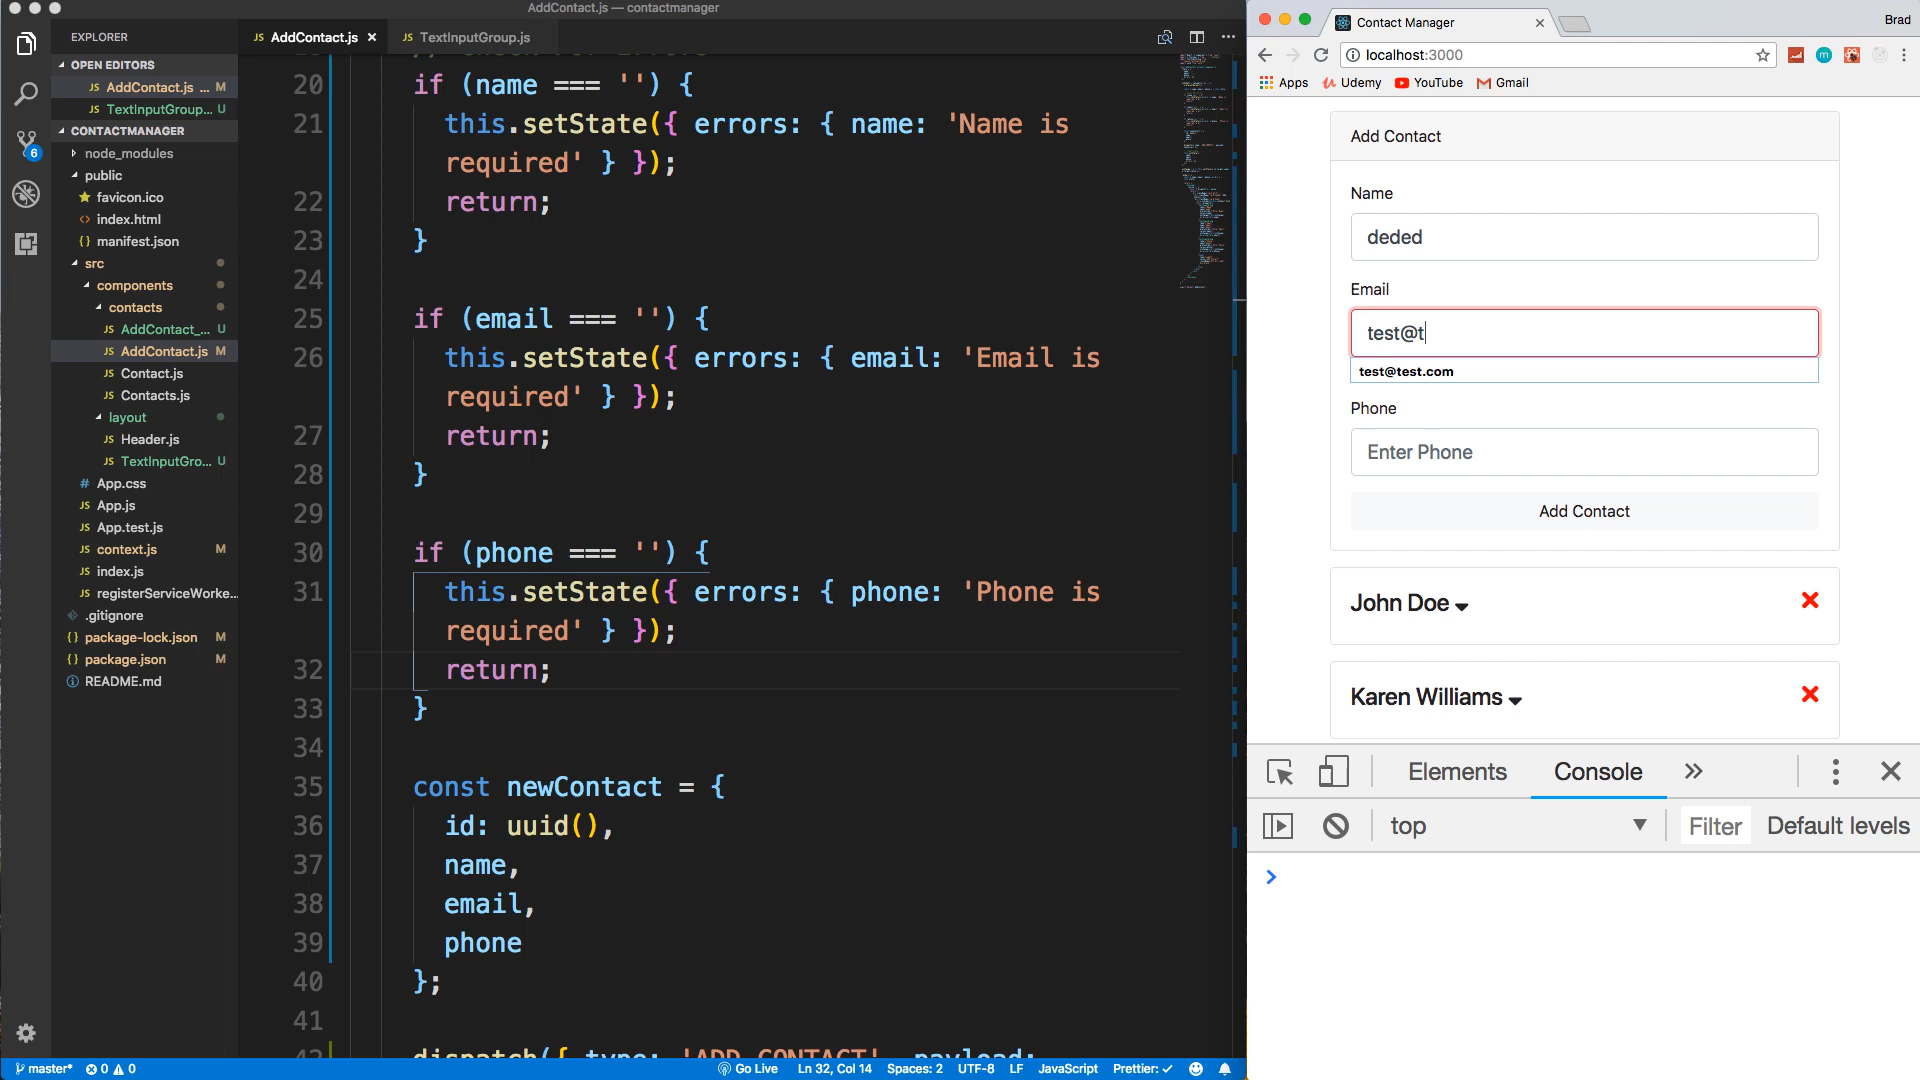 AddContact.js — contactmanager
EXPLORER
OPEN EDITORS
JS AddContact.js ... M
JS TextInputGroup... U
CONTACTMANAGER
node_modules
public
favicon.ico
<> index.html
{} manifest.json
src
components
contacts
JS AddContact_... U
JS AddContact.js M
JS Contact.js
JS Contacts.js
layout
JS Header.js
JS TextInputGro... U
# App.css
JS App.js
JS App.test.js
JS context.js M
JS index.js
JS registerServiceWorke...
.gitignore
{} package-lock.json M
{} package.json M
README.md
6
JS AddContact.js ×
JS TextInputGroup.js
20 if (name === '') {
21 this.setState({ errors: { name: 'Name is
required' } });
22 return;
23 }
24
25 if (email === '') {
26 this.setState({ errors: { email: 'Email is
required' } });
27 return;
28 }
29
30 if (phone === '') {
31 this.setState({ errors: { phone: 'Phone is
required' } });
32 return;
33 }
34
35 const newContact = {
36 id: uuid(),
37 name,
38 email,
39 phone
40 };
41
42 dispatch({ type: 'ADD_CONTACT', payload:
master* 0 0
Go Live Ln 32, Col 14 Spaces: 2 UTF-8 LF JavaScript Prettier: ✓
Contact Manager ×
Brad
localhost:3000
Apps Udemy YouTube Gmail
Add Contact
Name
deded
Email
test@t
test@test.com
Phone
Enter Phone
Add Contact
John Doe
Karen Williams
Elements Console »
top Filter Default levels
>